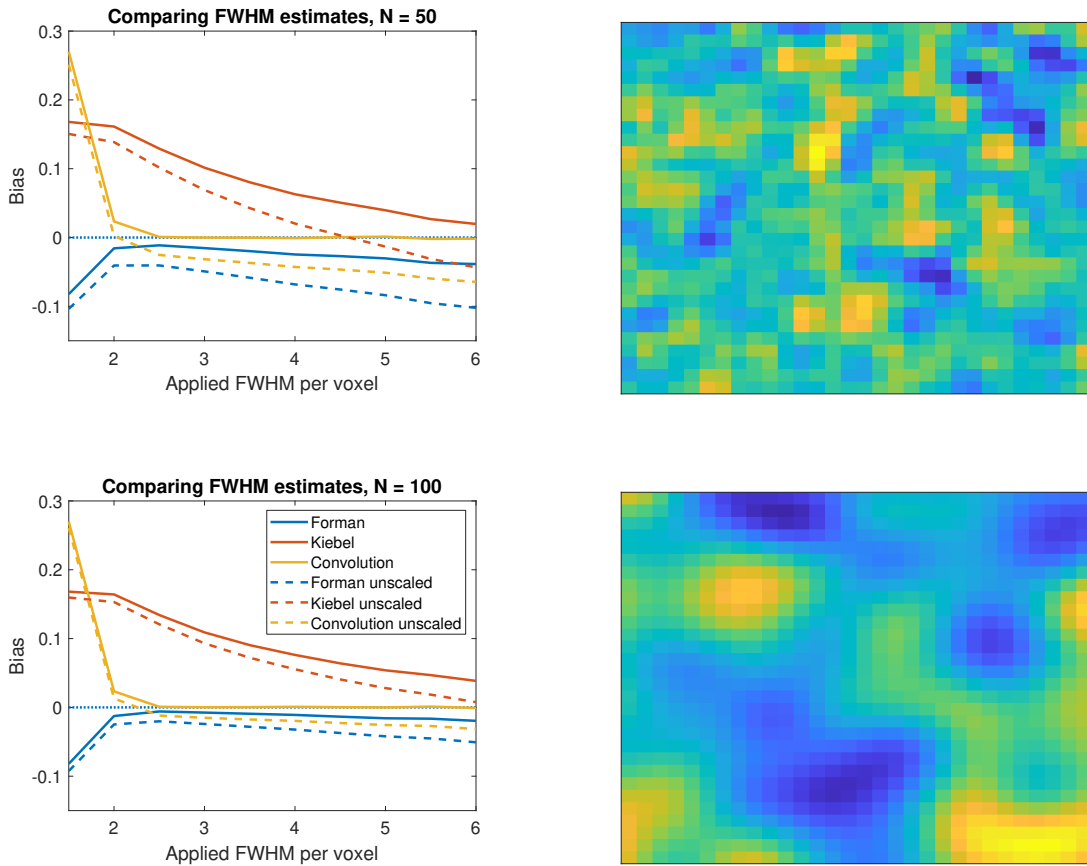 Comparing FWHM estimates, N = 50
0.3
0.2
0.1
0
-0.1
Bias
2 3 4 5 6
Applied FWHM per voxel
Comparing FWHM estimates, N = 100
0.3
0.2
0.1
0
-0.1
Bias
Forman
Kiebel
Convolution
Forman unscaled
Kiebel unscaled
Convolution unscaled
2 3 4 5 6
Applied FWHM per voxel